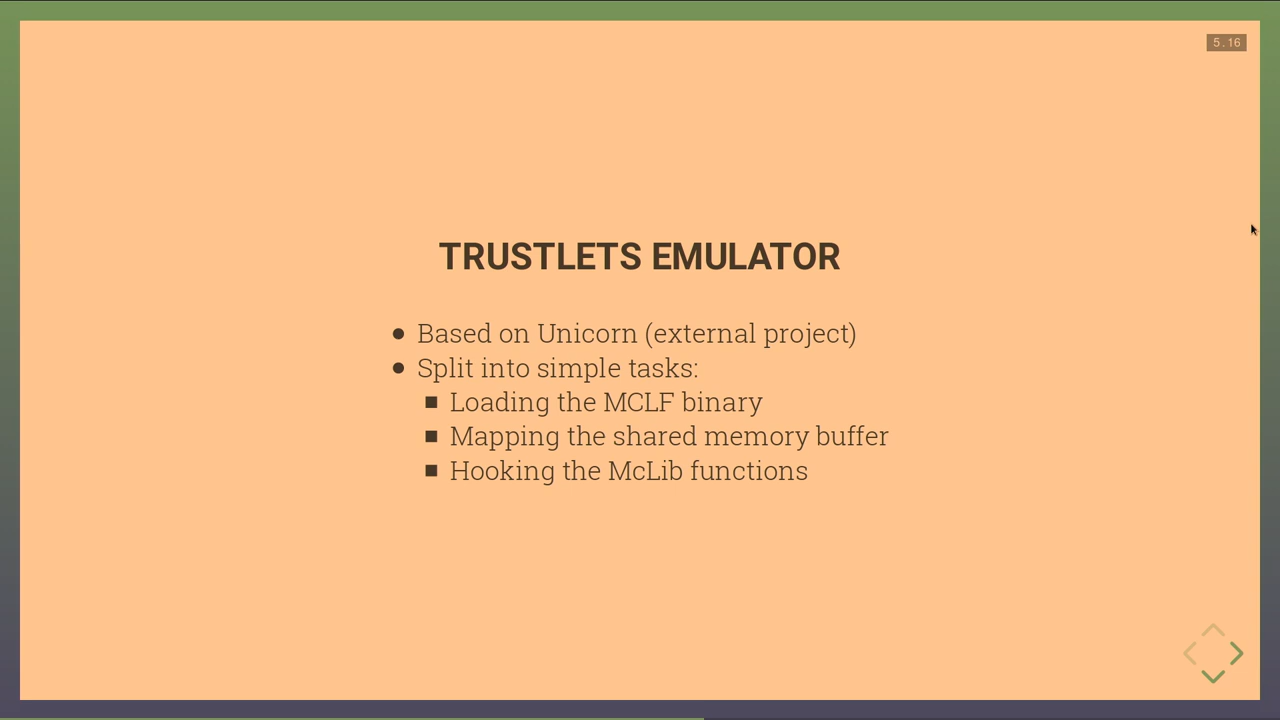 5.16
TRUSTLETS EMULATOR
Based on Unicorn (external project)
Split into simple tasks:
Loading the MCLF binary
Mapping the shared memory buffer
Hooking the McLib functions